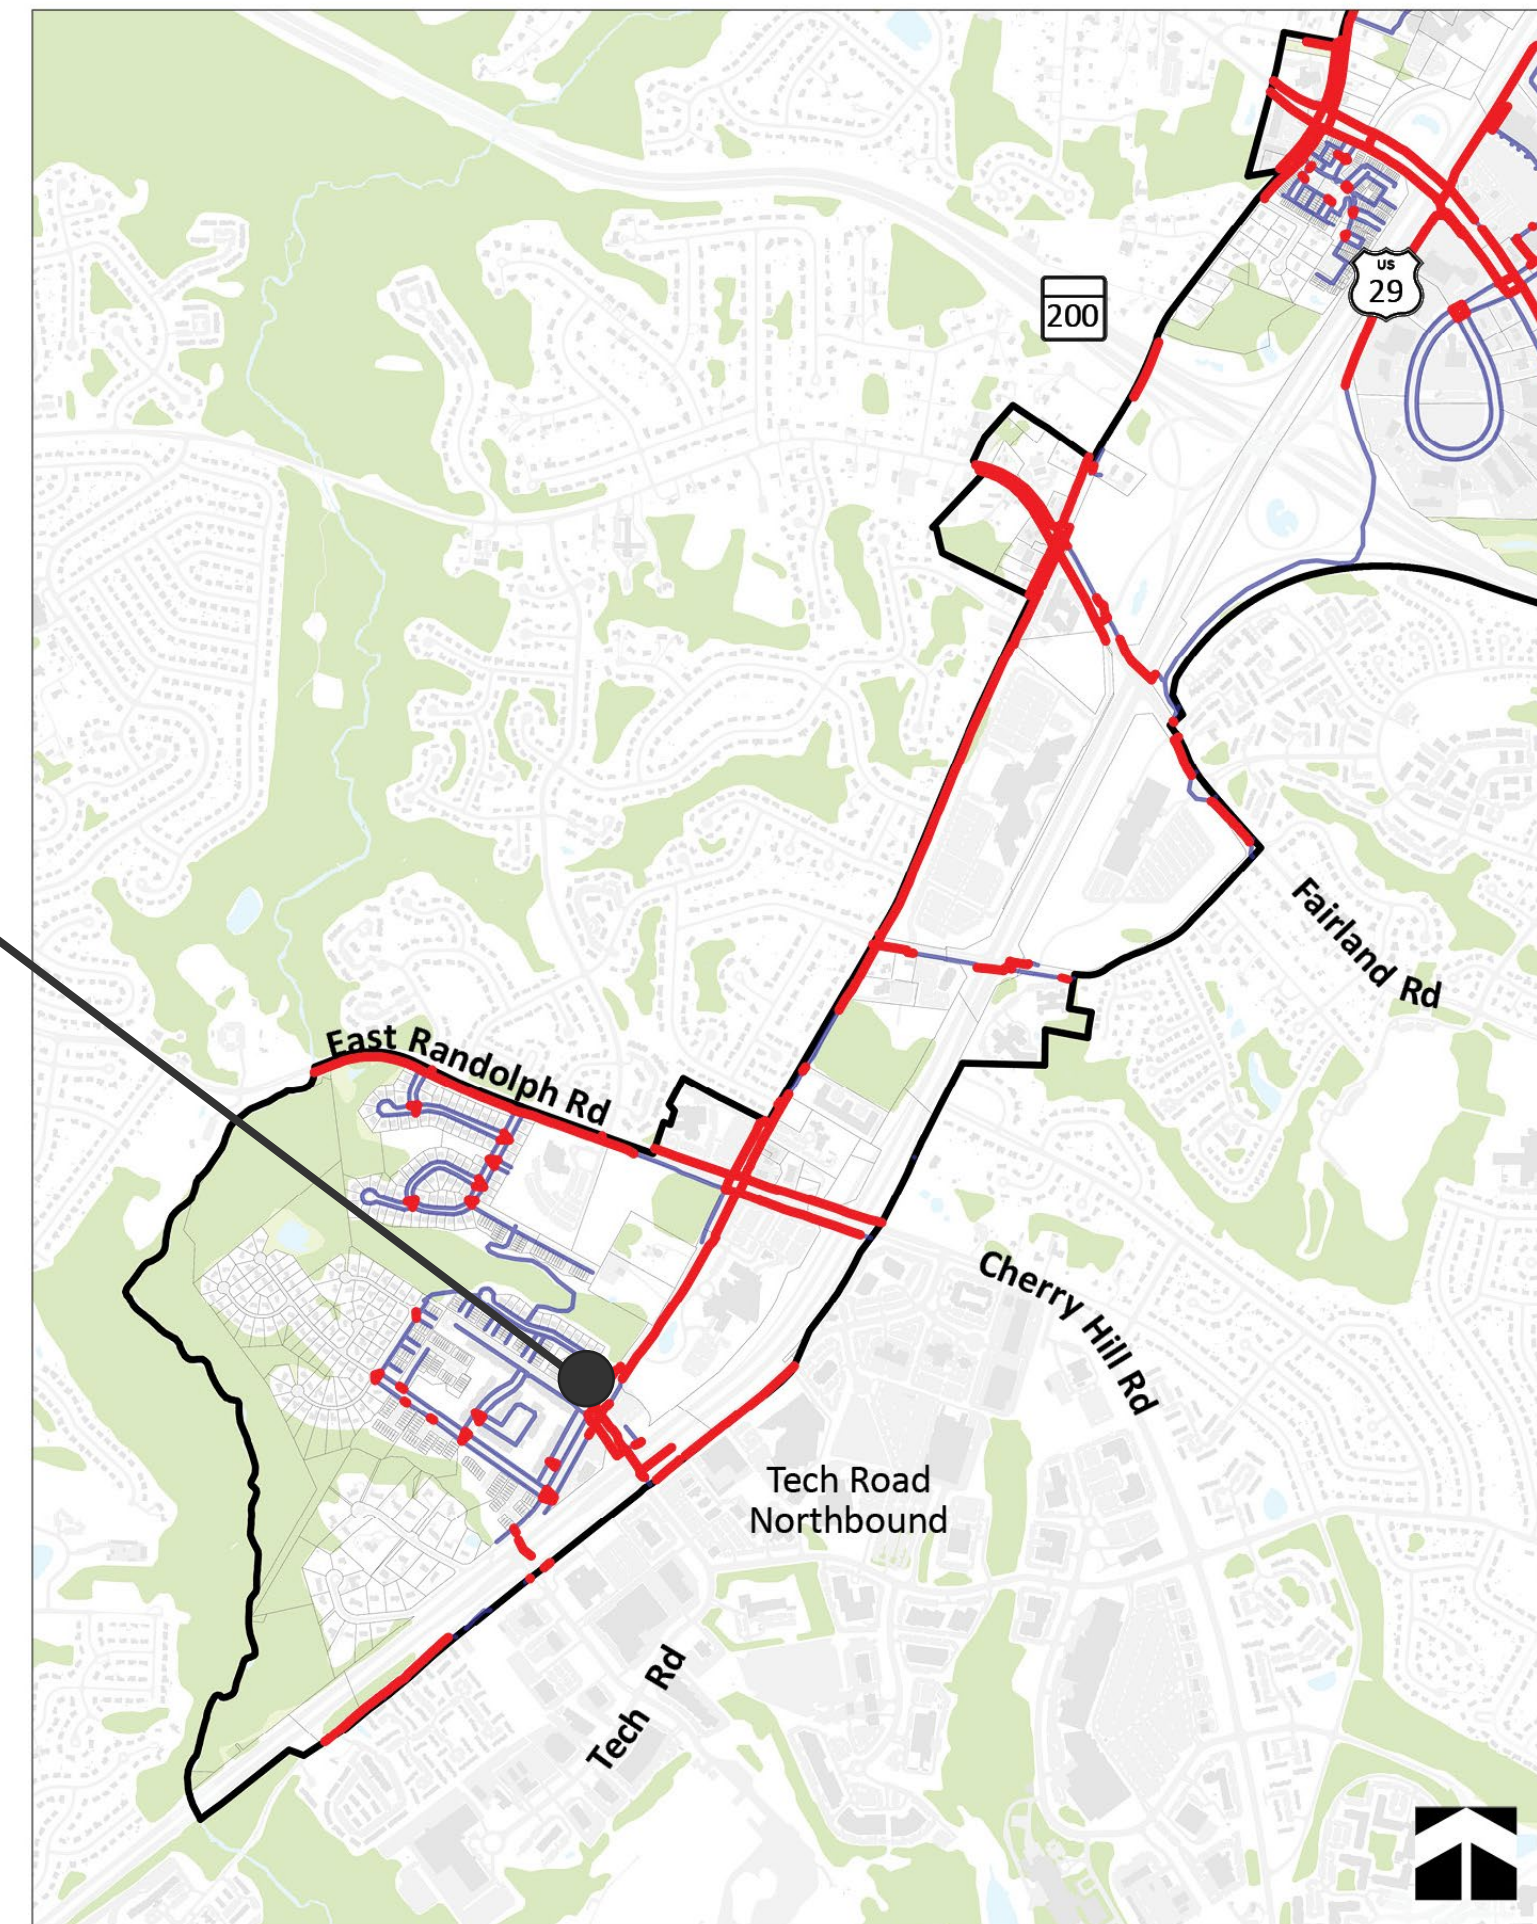 US
29
200
Fairland Rd
East Randolph Rd
Cherry Hill Rd
Tech Road
Northbound
Tech Rd